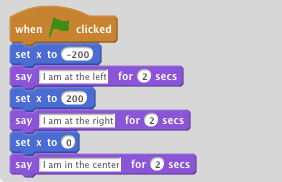 when clicked
set x to -200
say I am at the left for 2 secs
set x to 200
say I am at the right for 2 secs
set x to 0
say I am in the center for 2 secs